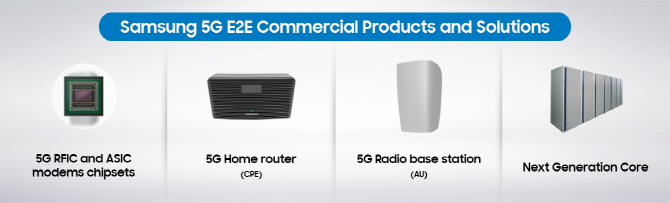 Samsung 5G E2E Commercial Products and Solutions
5G RFIC and ASIC
modems chipsets
5G Home router
(CPE)
5G Radio base station
(AU)
Next Generation Core